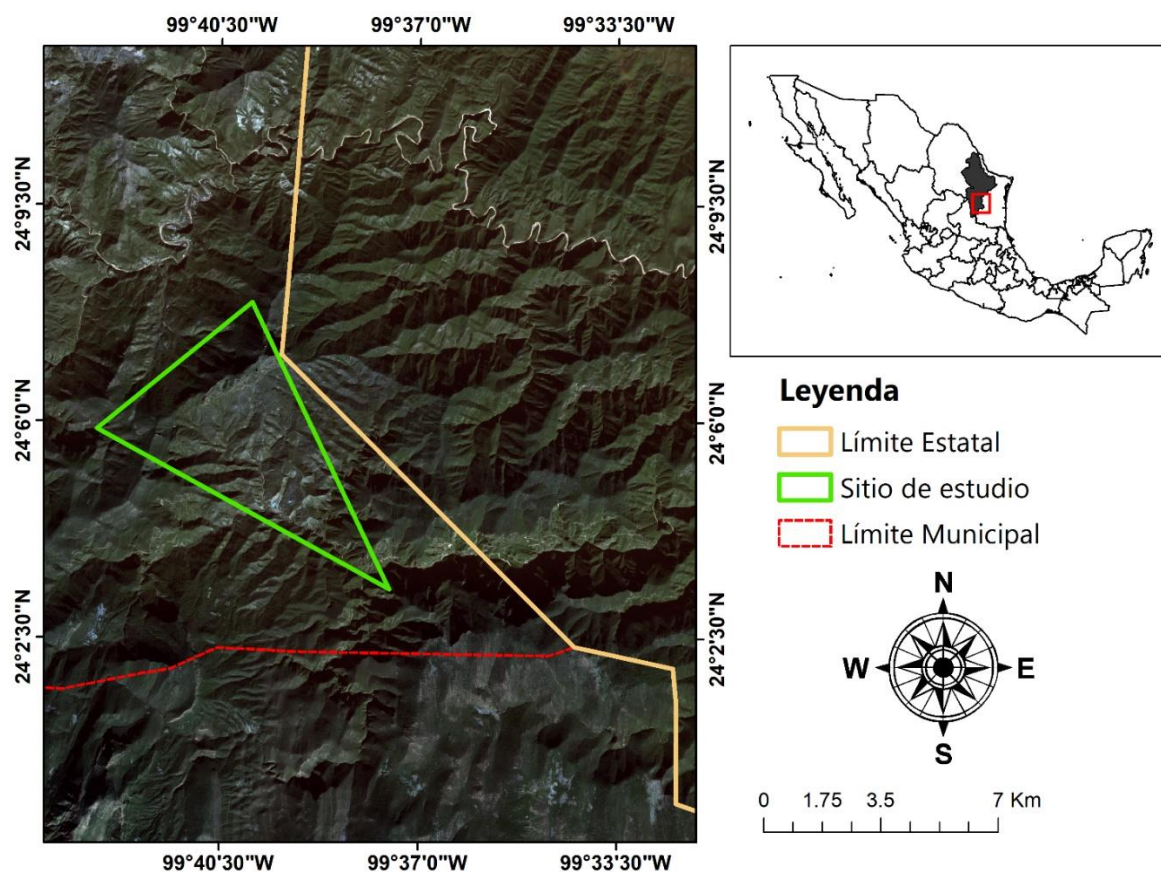 99°40'30"W 99°37'0"W 99°33'30"W
24°9'30"N
24°6'0"N
24°2'30"N
24°9'30"N
24°6'0"N
24°2'30"N
99°40'30"W 99°37'0"W 99°33'30"W
Leyenda
Límite Estatal
Sitio de estudio
Límite Municipal
N
W E
S
0 1.75 3.5 7 Km